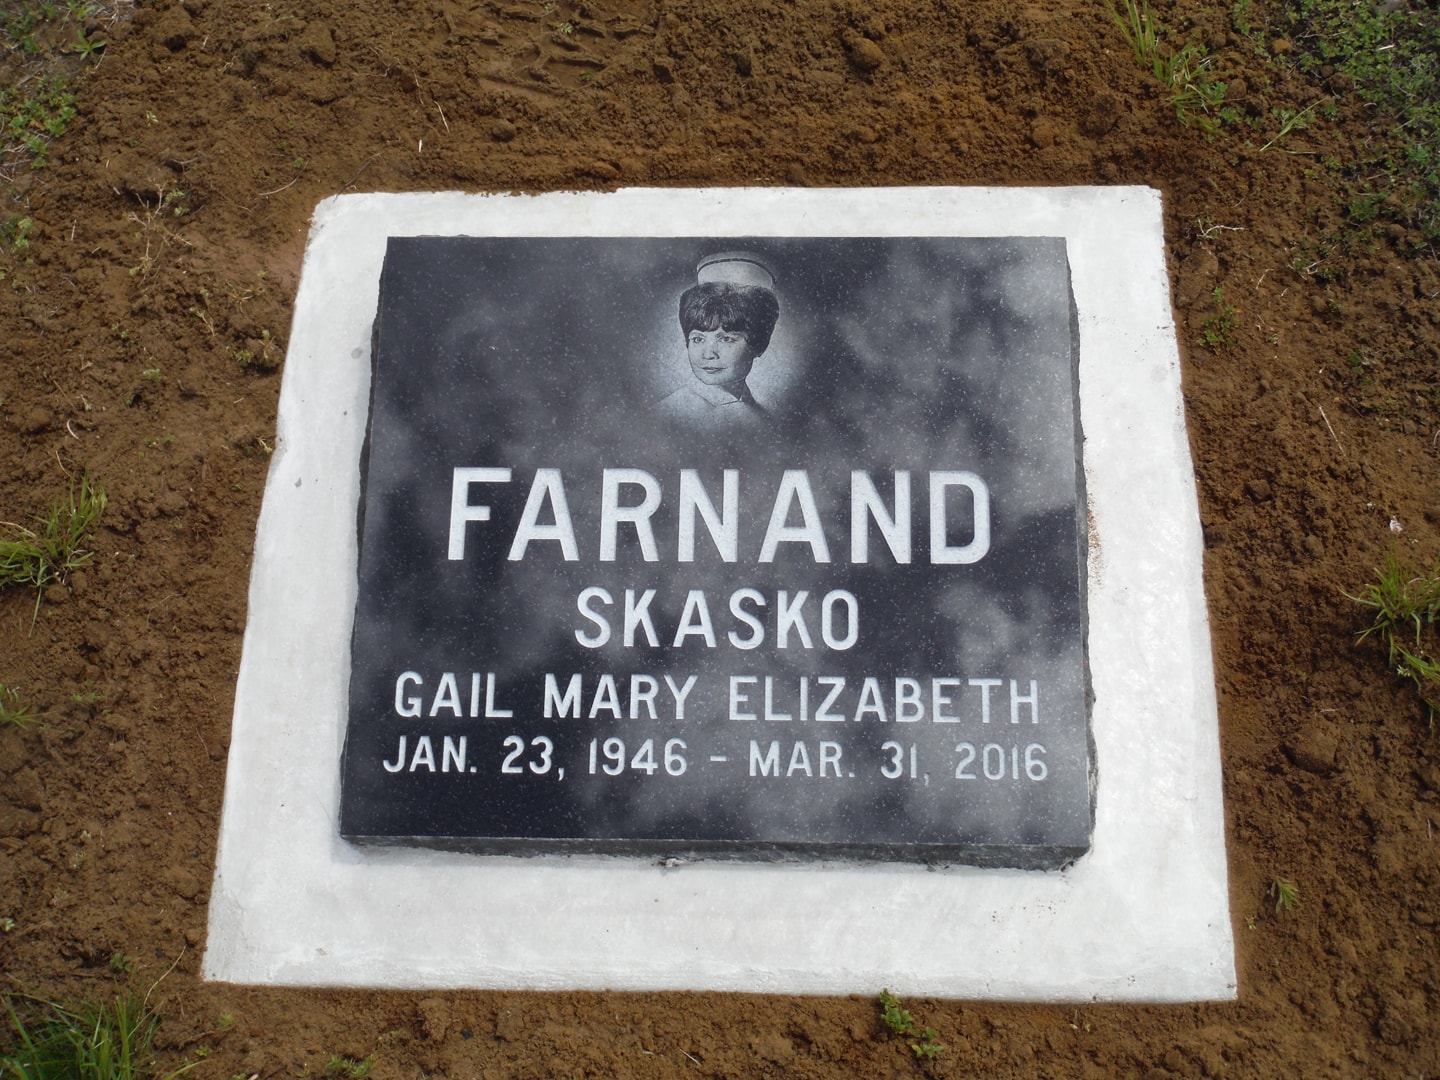 FARNAND
SKASKO
GAIL MARY ELIZABETH
JAN. 23, 1946 - MAR. 31, 2016